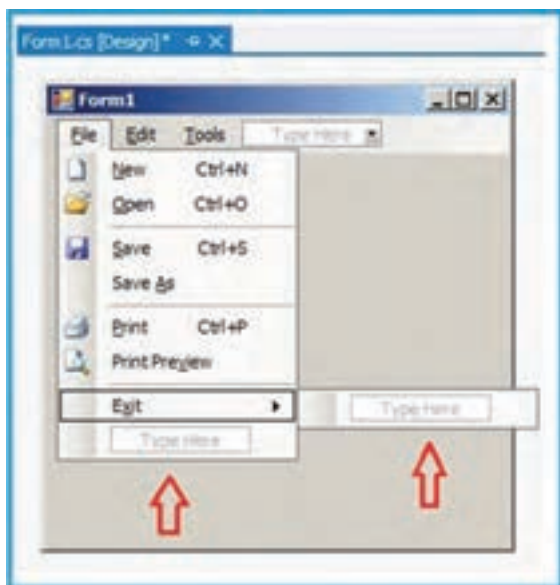 Form1.cs [Design]*
Form1
File Edit Tools Type Here
New Ctrl+N
Open Ctrl+O
Save Ctrl+S
Save As
Print Ctrl+P
Print Preview
Exit Type Here
Type Here